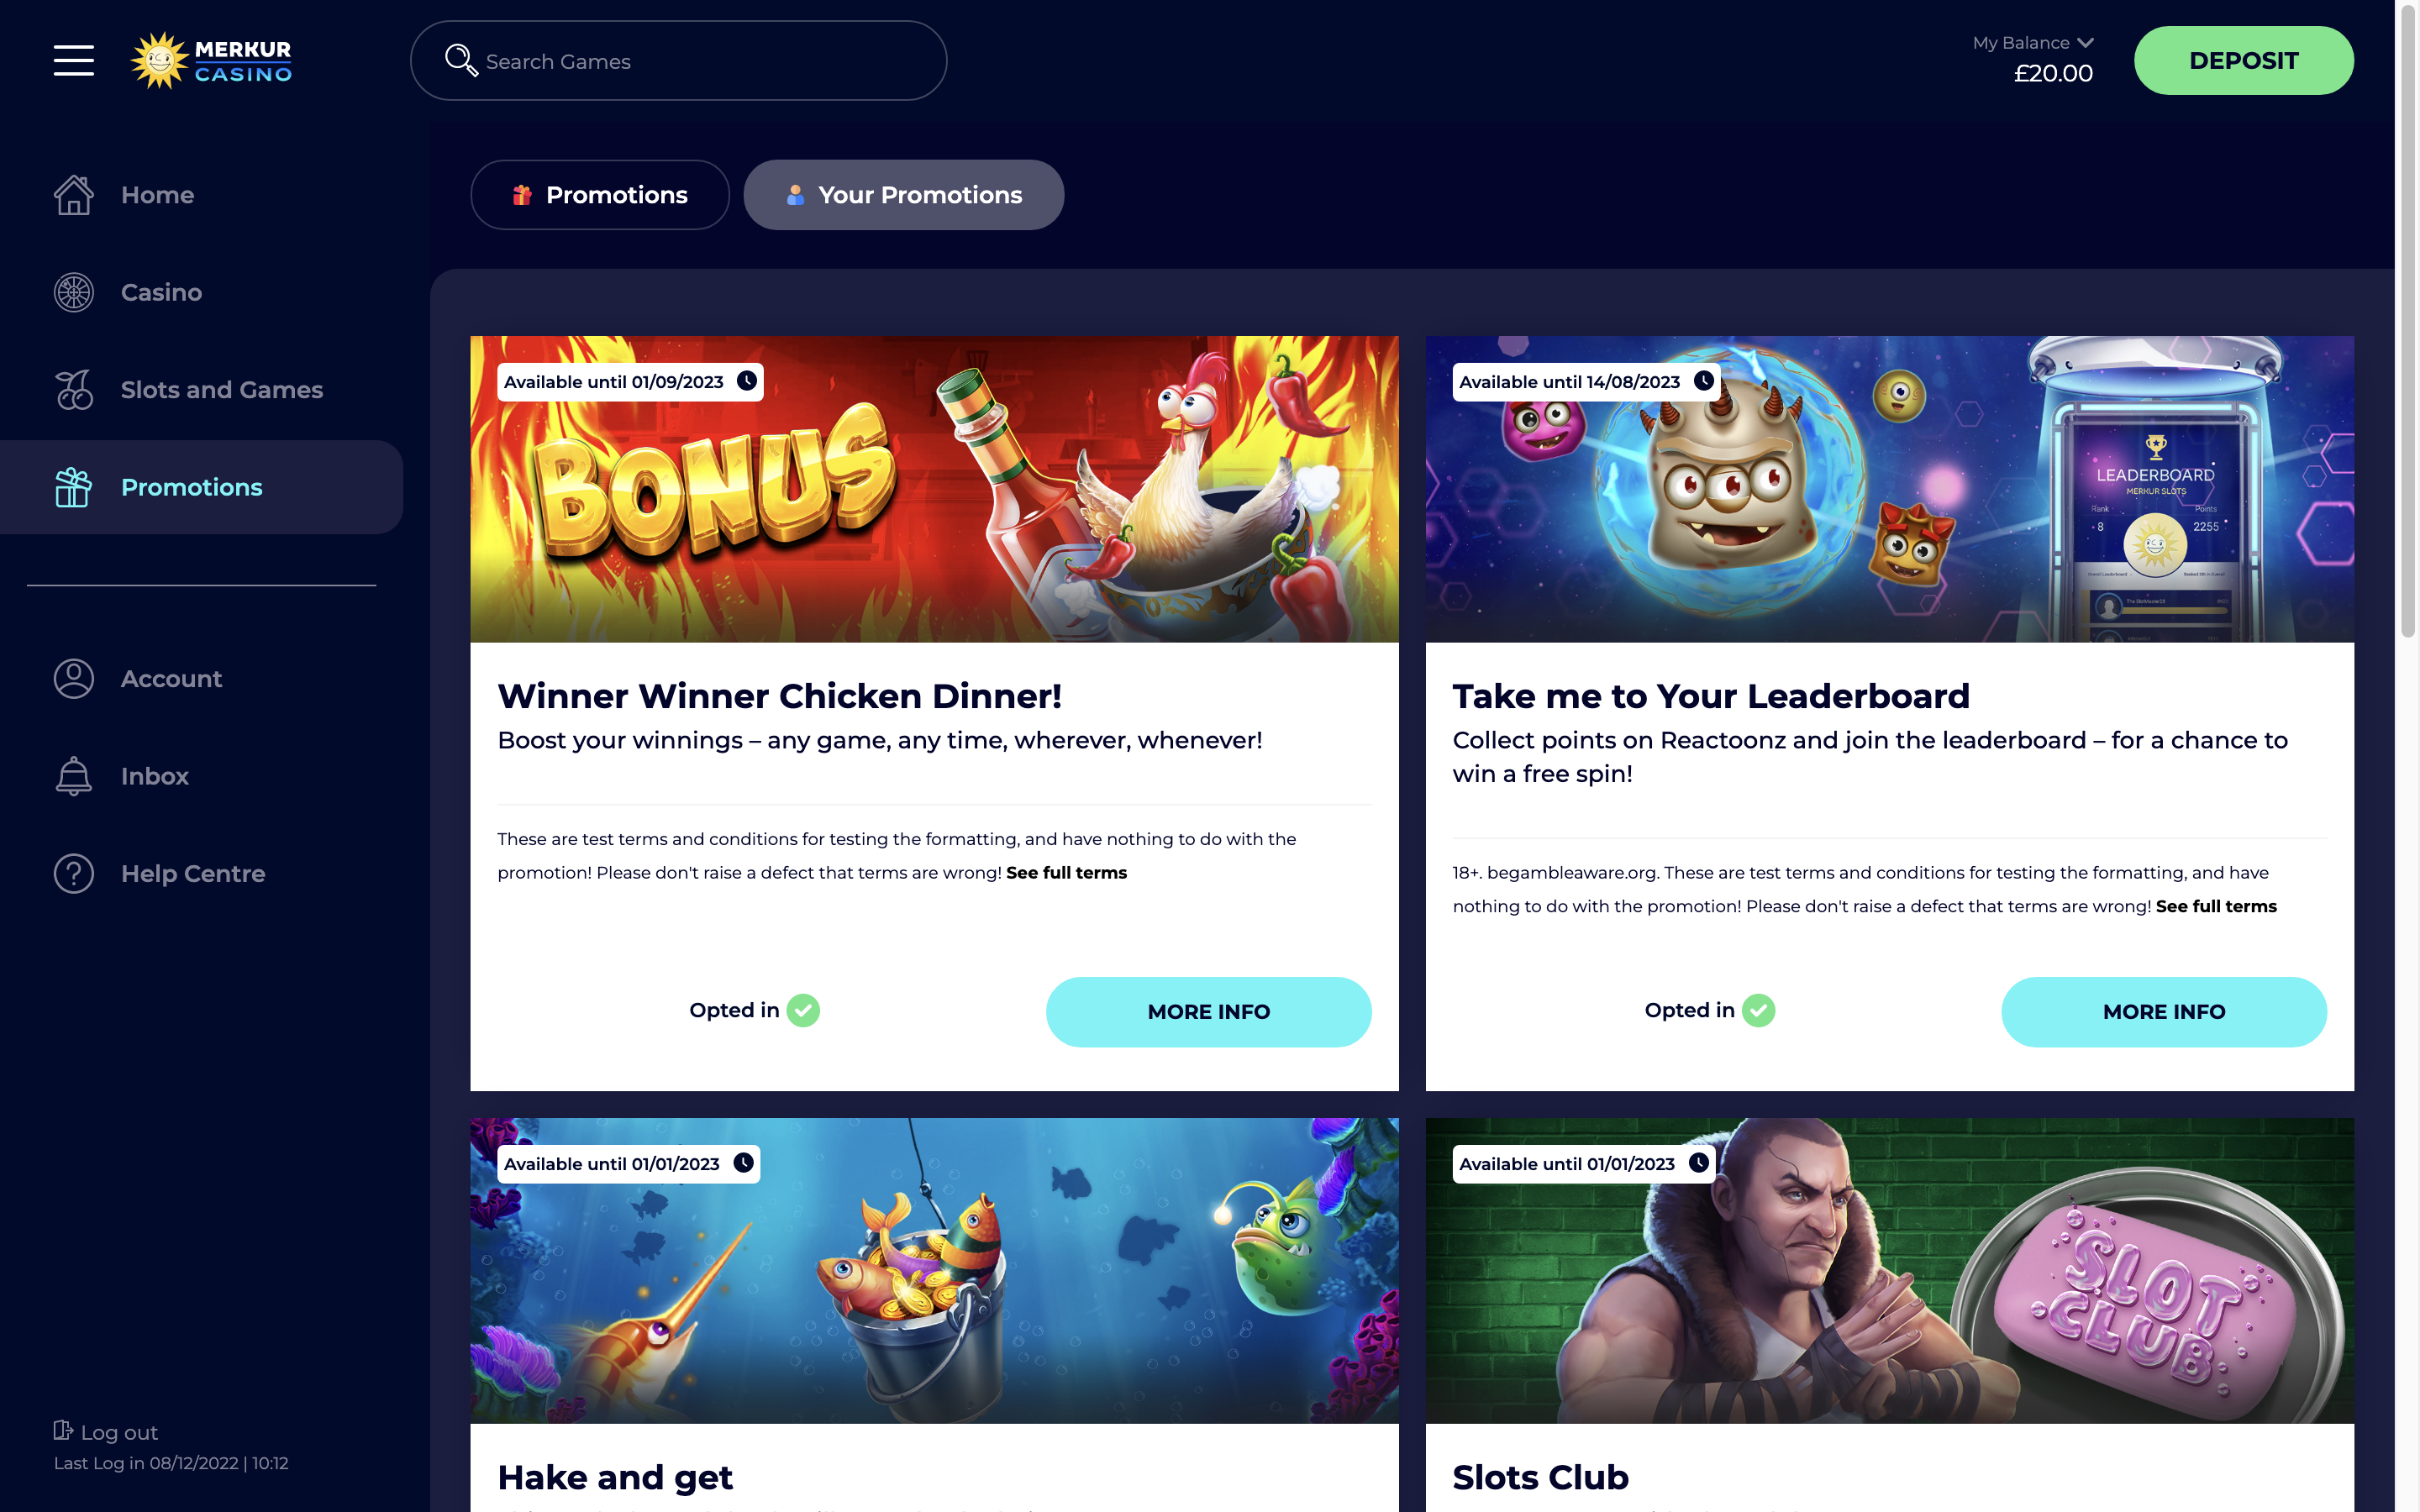 MERKUR
CASINO
Search Games
My Balance
£20.00
DEPOSIT
Home
Casino
Slots and Games
Promotions
Account
Inbox
Help Centre
Log out
Last Log in 08/12/2022 | 10:12
Promotions
Your Promotions
Available until 01/09/2023
BONUS
Winner Winner Chicken Dinner!
Boost your winnings – any game, any time, wherever, whenever!
These are test terms and conditions for testing the formatting, and have nothing to do with the
promotion! Please don't raise a defect that terms are wrong! See full terms
Opted in
MORE INFO
Available until 14/08/2023
LEADERBOARD
MERKUR SLOTS
Rank
Points
8
2255
Take me to Your Leaderboard
Collect points on Reactoonz and join the leaderboard – for a chance to
win a free spin!
18+. begambleaware.org. These are test terms and conditions for testing the formatting, and have
nothing to do with the promotion! Please don't raise a defect that terms are wrong! See full terms
Opted in
MORE INFO
Available until 01/01/2023
Hake and get
Available until 01/01/2023
SLOT
CLUB
Slots Club